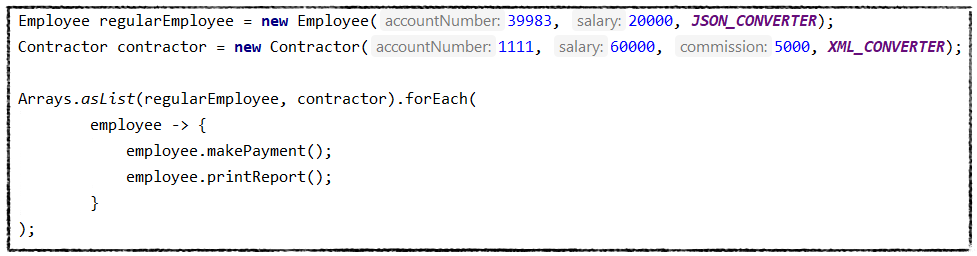 Employee regularEmployee = new Employee( accountNumber: 39983, salary: 20000, JSON_CONVERTER);
Contractor contractor = new Contractor( accountNumber: 1111, salary: 60000, commission: 5000, XML_CONVERTER);
Arrays.asList(regularEmployee, contractor).forEach(
employee -> {
employee.makePayment();
employee.printReport();
}
);